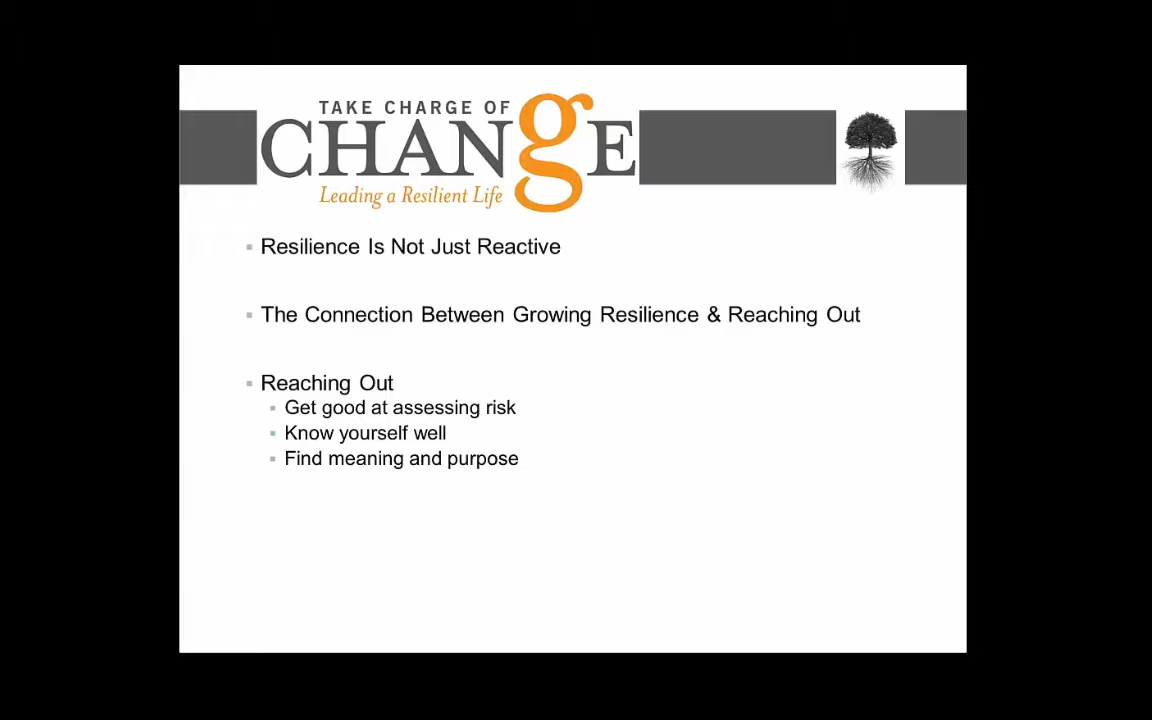 TAKE CHARGE OF
CHANgE
Leading a Resilient Life
Resilience Is Not Just Reactive
The Connection Between Growing Resilience & Reaching Out
Reaching Out
Get good at assessing risk
Know yourself well
Find meaning and purpose